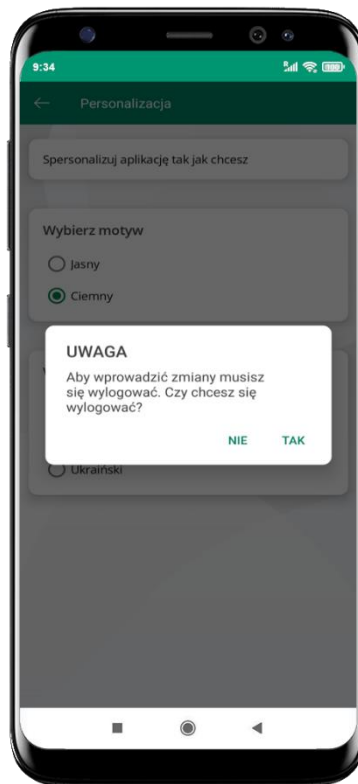 9:34
Personalizacja
Spersonalizuj aplikację tak jak chcesz
Wybierz motyw
Jasny
Ciemny
UWAGA
Aby wprowadzić zmiany musisz
się wylogować. Czy chcesz się
wylogować?
NIE TAK
Ukraiński